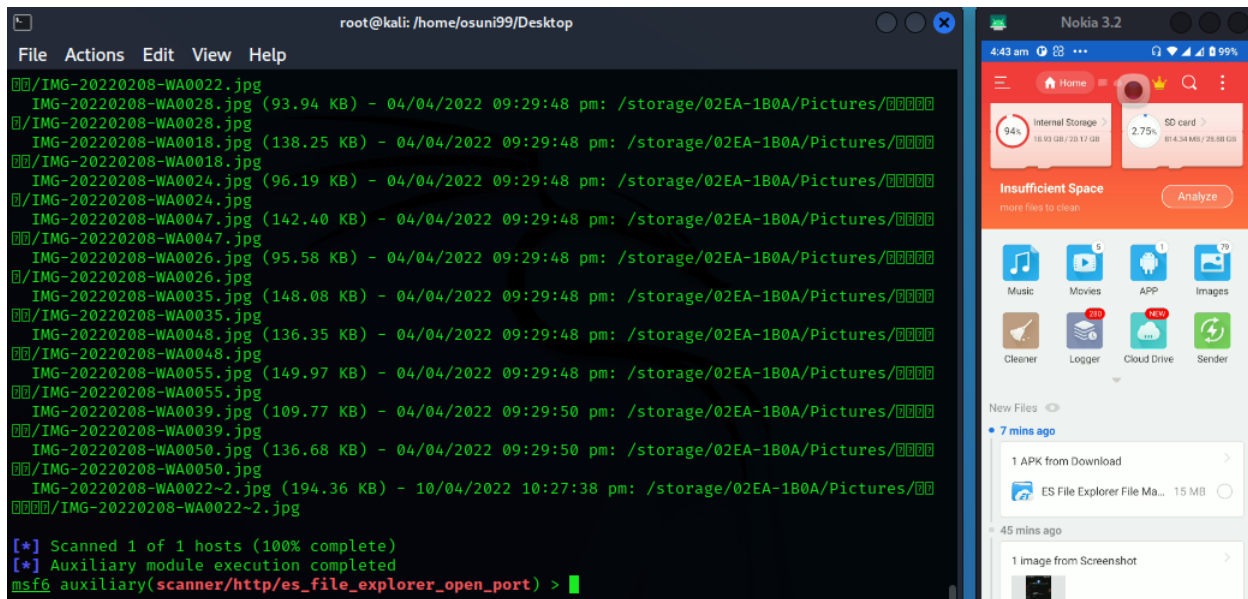 root@kali: /home/osuni99/Desktop
File Actions Edit View Help
/IMG-20220208-WA0022.jpg
IMG-20220208-WA0028.jpg (93.94 KB) - 04/04/2022 09:29:48 pm: /storage/02EA-1B0A/Pictures/
/IMG-20220208-WA0028.jpg
IMG-20220208-WA0018.jpg (138.25 KB) - 04/04/2022 09:29:48 pm: /storage/02EA-1B0A/Pictures/
/IMG-20220208-WA0018.jpg
IMG-20220208-WA0024.jpg (96.19 KB) - 04/04/2022 09:29:48 pm: /storage/02EA-1B0A/Pictures/
/IMG-20220208-WA0024.jpg
IMG-20220208-WA0047.jpg (142.40 KB) - 04/04/2022 09:29:48 pm: /storage/02EA-1B0A/Pictures/
/IMG-20220208-WA0047.jpg
IMG-20220208-WA0026.jpg (95.58 KB) - 04/04/2022 09:29:48 pm: /storage/02EA-1B0A/Pictures/
/IMG-20220208-WA0026.jpg
IMG-20220208-WA0035.jpg (148.08 KB) - 04/04/2022 09:29:48 pm: /storage/02EA-1B0A/Pictures/
/IMG-20220208-WA0035.jpg
IMG-20220208-WA0048.jpg (136.35 KB) - 04/04/2022 09:29:48 pm: /storage/02EA-1B0A/Pictures/
/IMG-20220208-WA0048.jpg
IMG-20220208-WA0055.jpg (149.97 KB) - 04/04/2022 09:29:48 pm: /storage/02EA-1B0A/Pictures/
/IMG-20220208-WA0055.jpg
IMG-20220208-WA0039.jpg (109.77 KB) - 04/04/2022 09:29:50 pm: /storage/02EA-1B0A/Pictures/
/IMG-20220208-WA0039.jpg
IMG-20220208-WA0050.jpg (136.68 KB) - 04/04/2022 09:29:50 pm: /storage/02EA-1B0A/Pictures/
/IMG-20220208-WA0050.jpg
IMG-20220208-WA0022~2.jpg (194.36 KB) - 10/04/2022 10:27:38 pm: /storage/02EA-1B0A/Pictures/
/IMG-20220208-WA0022~2.jpg
[*] Scanned 1 of 1 hosts (100% complete)
[*] Auxiliary module execution completed
msf6 auxiliary(scanner/http/es_file_explorer_open_port) >
Nokia 3.2
4:43 am 99%
Home
94% Internal Storage
18.93 GB / 20.17 GB
2.75% SD card
814.34 MB / 28.88 GB
Insufficient Space
more files to clean
Analyze
5 1 79
Music Movies APP Images
280 NEW
Cleaner Logger Cloud Drive Sender
New Files
7 mins ago
1 APK from Download
ES File Explorer File Ma... 15 MB
45 mins ago
1 image from Screenshot